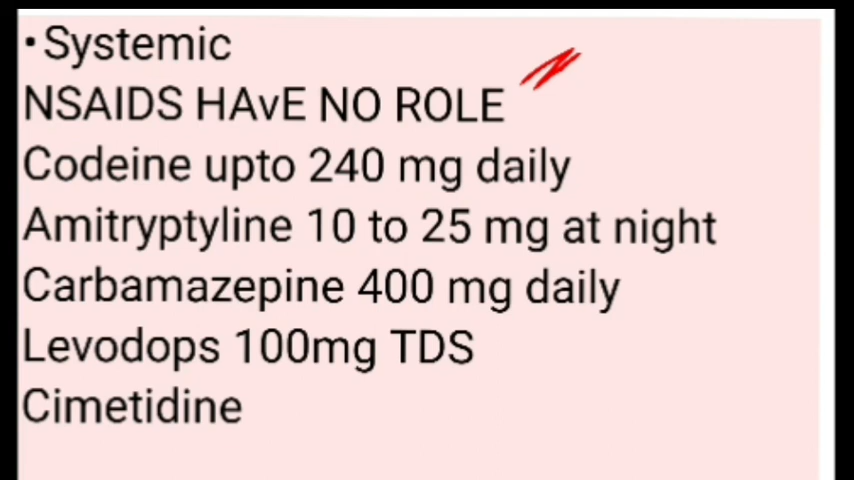 • Systemic
NSAIDS HAvE NO ROLE
Codeine upto 240 mg daily
Amitryptyline 10 to 25 mg at night
Carbamazepine 400 mg daily
Levodops 100mg TDS
Cimetidine